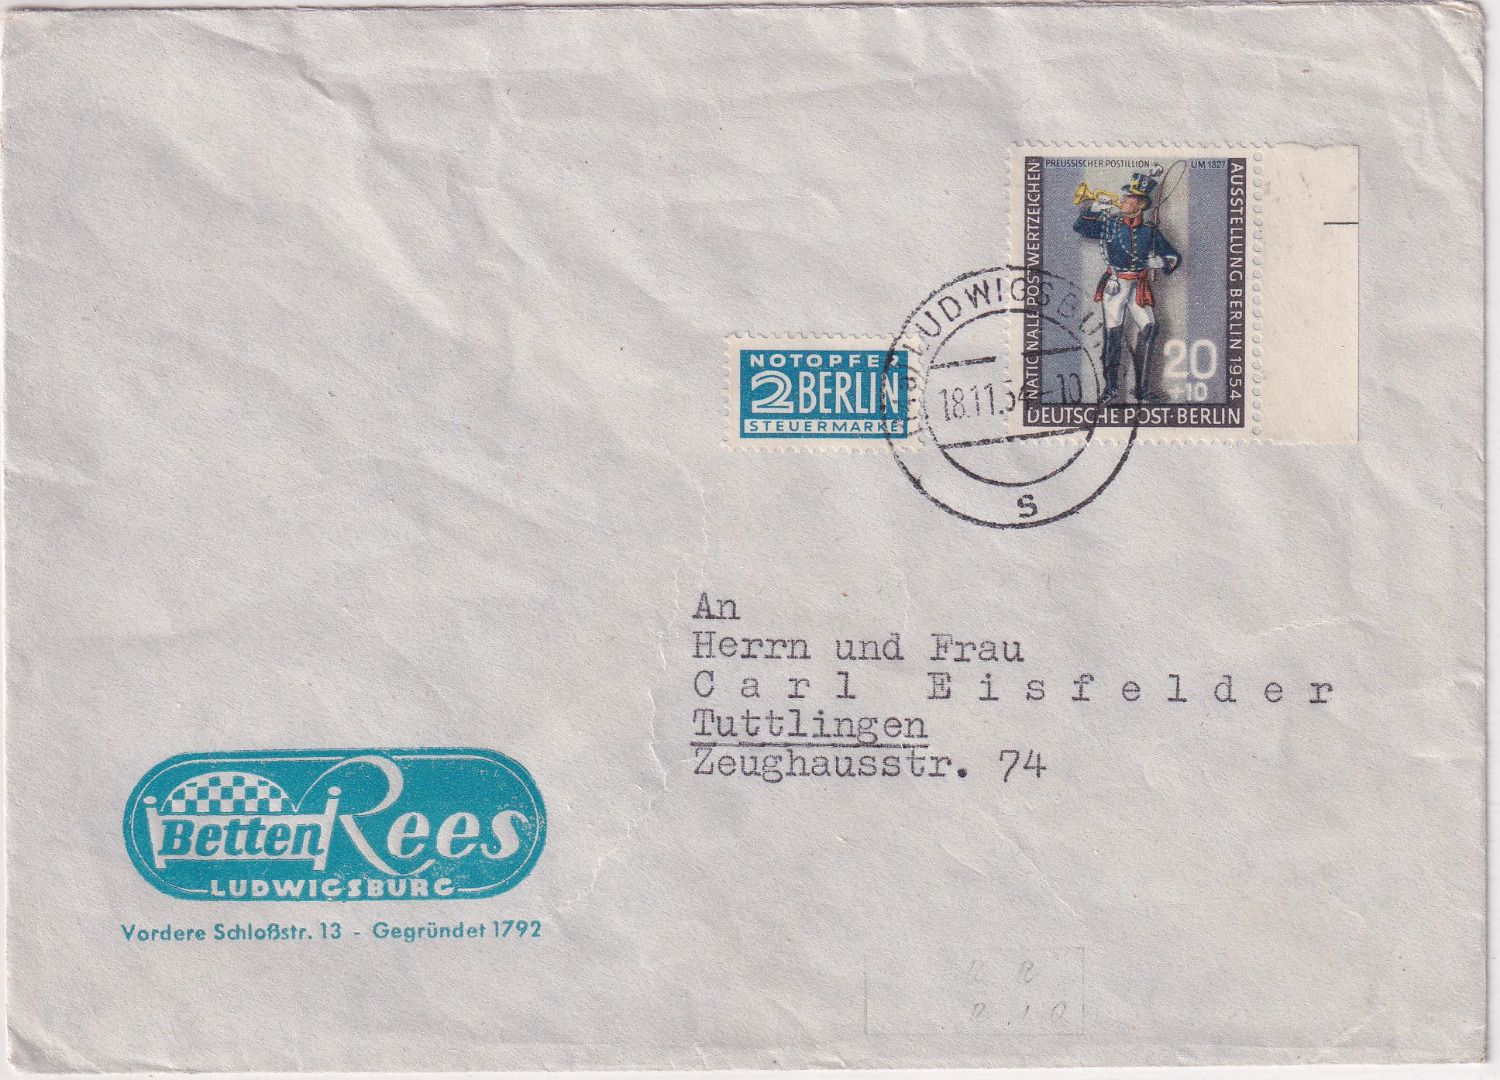 PREUSSISCHER POSTILLION UM 1827
NATIONALE POSTWERTZEICHEN-
AUSSTELLUNG BERLIN 1954
20
+10
DEUTSCHE POST·BERLIN
NOTOPFER
2 BERLIN
STEUERMARKE
LUDWIGSBURG
18.11.54-10
s
An
Herrn und Frau
Carl Eisfelder
Tuttlingen
Zeughausstr. 74
Betten Rees
LUDWIGSBURG
Vordere Schloßstr. 13 - Gegründet 1792